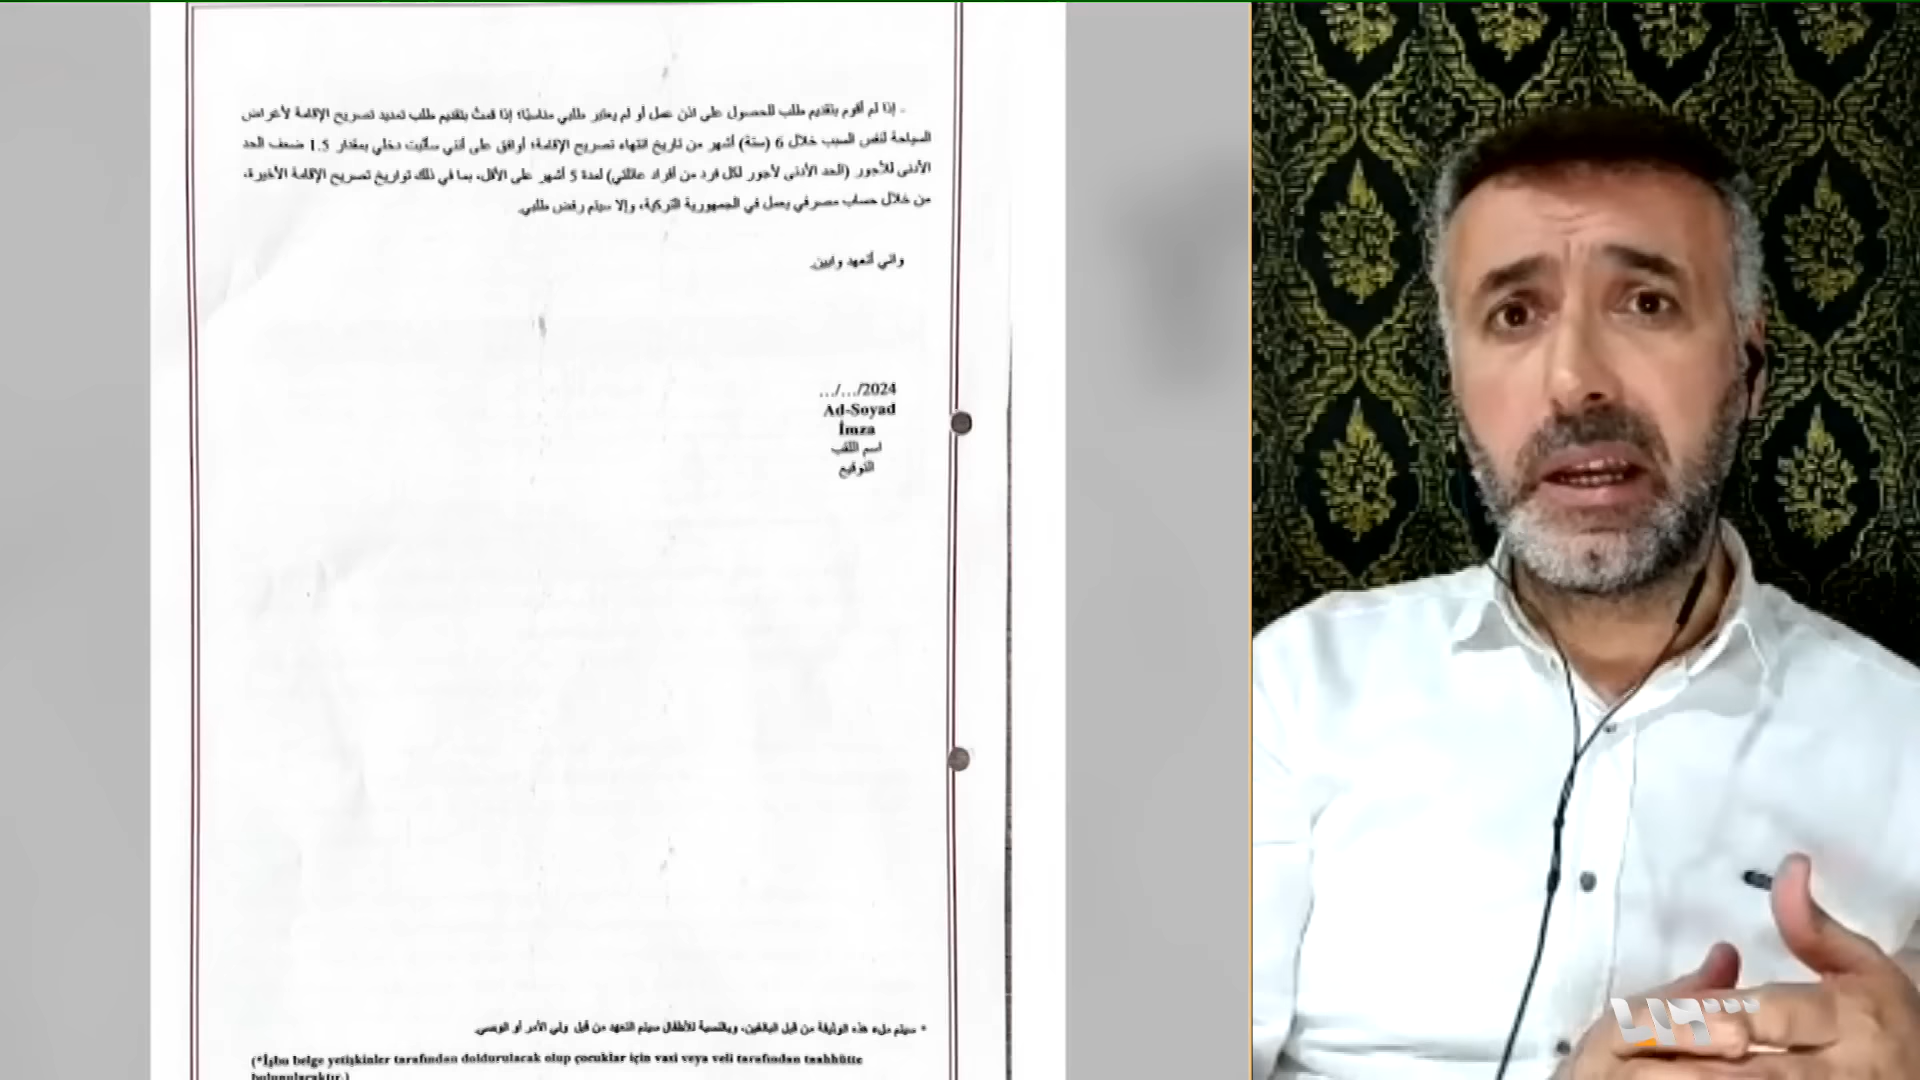 - إذا لم أقوم بتقديم طلب للحصول على اذن عمل أو لم يعتبر طلبي مناسبًا؛ إذا قمتُ بتقديم طلب تمديد تصريح الإقامة لأغراض
السياحة لنفس السبب خلال 6 (ستة) أشهر من تاريخ انتهاء تصريح الإقامة؛ أوافق على أنني سأثبت دخلي بمقدار 1.5 ضعف الحد
الأدنى للأجور (الحد الأدنى لأجور لكل فرد من أفراد عائلتي) لمدة 5 أشهر على الأقل، بما في ذلك تواريخ تصريح الإقامة الأخيرة،
من خلال حساب مصرفي يعمل في الجمهورية التركية، وإلا سيتم رفض طلبي.
واني أتعهد وابين.
.../.../2024
Ad-Soyad
İmza
اسم اللقب
التوقيع
* سيتم ملء هذه الوثيقة من قبل البالغين، وبالنسبة للأطفال سيتم التعهد من قبل ولي الأمر أو الوصي.
(*İşbu belge yetişkinler tarafından doldurulacak olup çocuklar için vasi veya veli tarafından taahhütte
bulunulacaktır.)